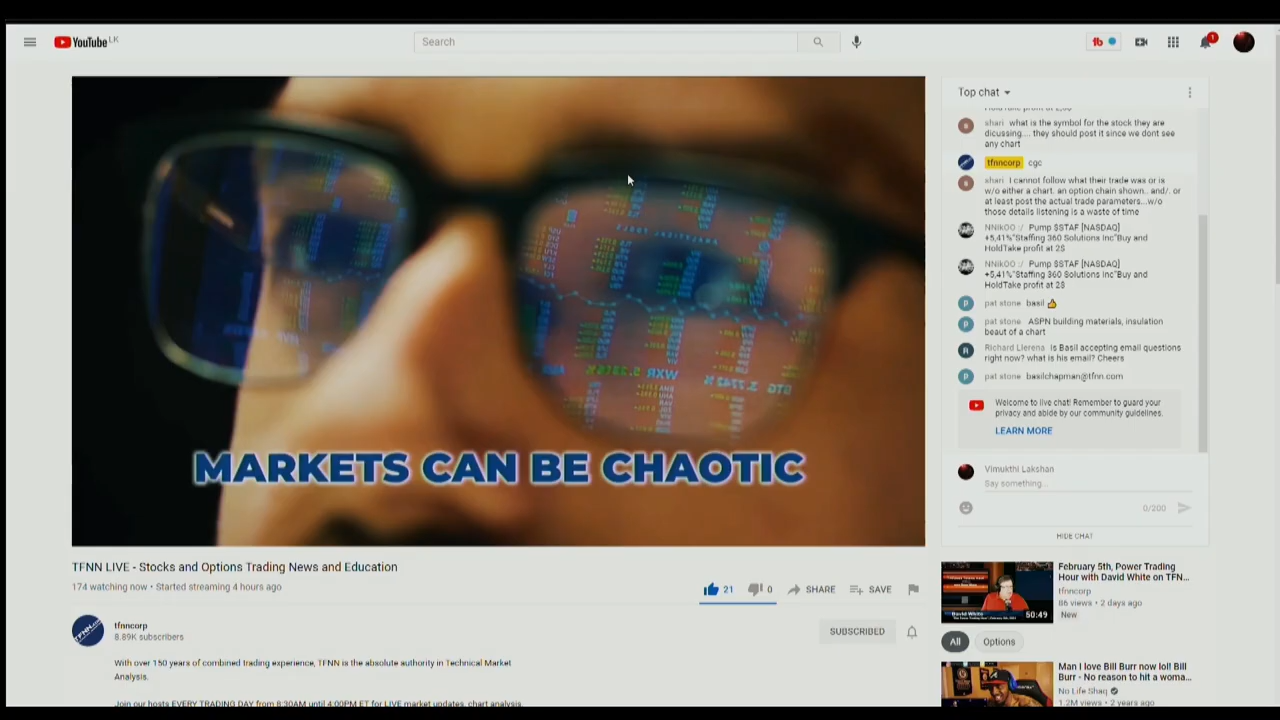 YouTube LK
Search
1
Top chat
shari what is the symbol for the stock they are
dicussing.... they should post it since we dont see
any chart
tfnncorp cgc
shari I cannot follow what their trade was or is
w/o either a chart. an option chain shown.. and/. or
at least post the actual trade parameters...w/o
those details listening is a waste of time
NNikOO :/ Pump $STAF [NASDAQ]
+5,41%"Staffing 360 Solutions Inc"Buy and
HoldTake profit at 2$
NNikOO :/ Pump $STAF [NASDAQ]
+5,41%"Staffing 360 Solutions Inc"Buy and
HoldTake profit at 2$
pat stone basil
pat stone ASPN building materials, insulation
beaut of a chart
Richard Llerena is Basil accepting email questions
right now? what is his email? Cheers
pat stone basilchapman@tfnn.com
Welcome to live chat! Remember to guard your
privacy and abide by our community guidelines.
LEARN MORE
Vimukthi Lakshan
Say something...
0/200
HIDE CHAT
MARKETS CAN BE CHAOTIC
TFNN LIVE - Stocks and Options Trading News and Education
174 watching now • Started streaming 4 hours ago
21 0 SHARE SAVE
tfnncorp
8.89K subscribers
SUBSCRIBED
With over 150 years of combined trading experience, TFNN is the absolute authority in Technical Market
Analysis.
Join our hosts EVERY TRADING DAY from 8:30AM until 4:00PM ET for LIVE market updates, chart analysis,
February 5th, Power Trading
Hour with David White on TFN...
tfnncorp
86 views • 2 days ago
New
David White
50:49
All Options
Man I love Bill Burr now lol! Bill
Burr - No reason to hit a woma...
No Life Shaq
1.2M views • 2 years ago